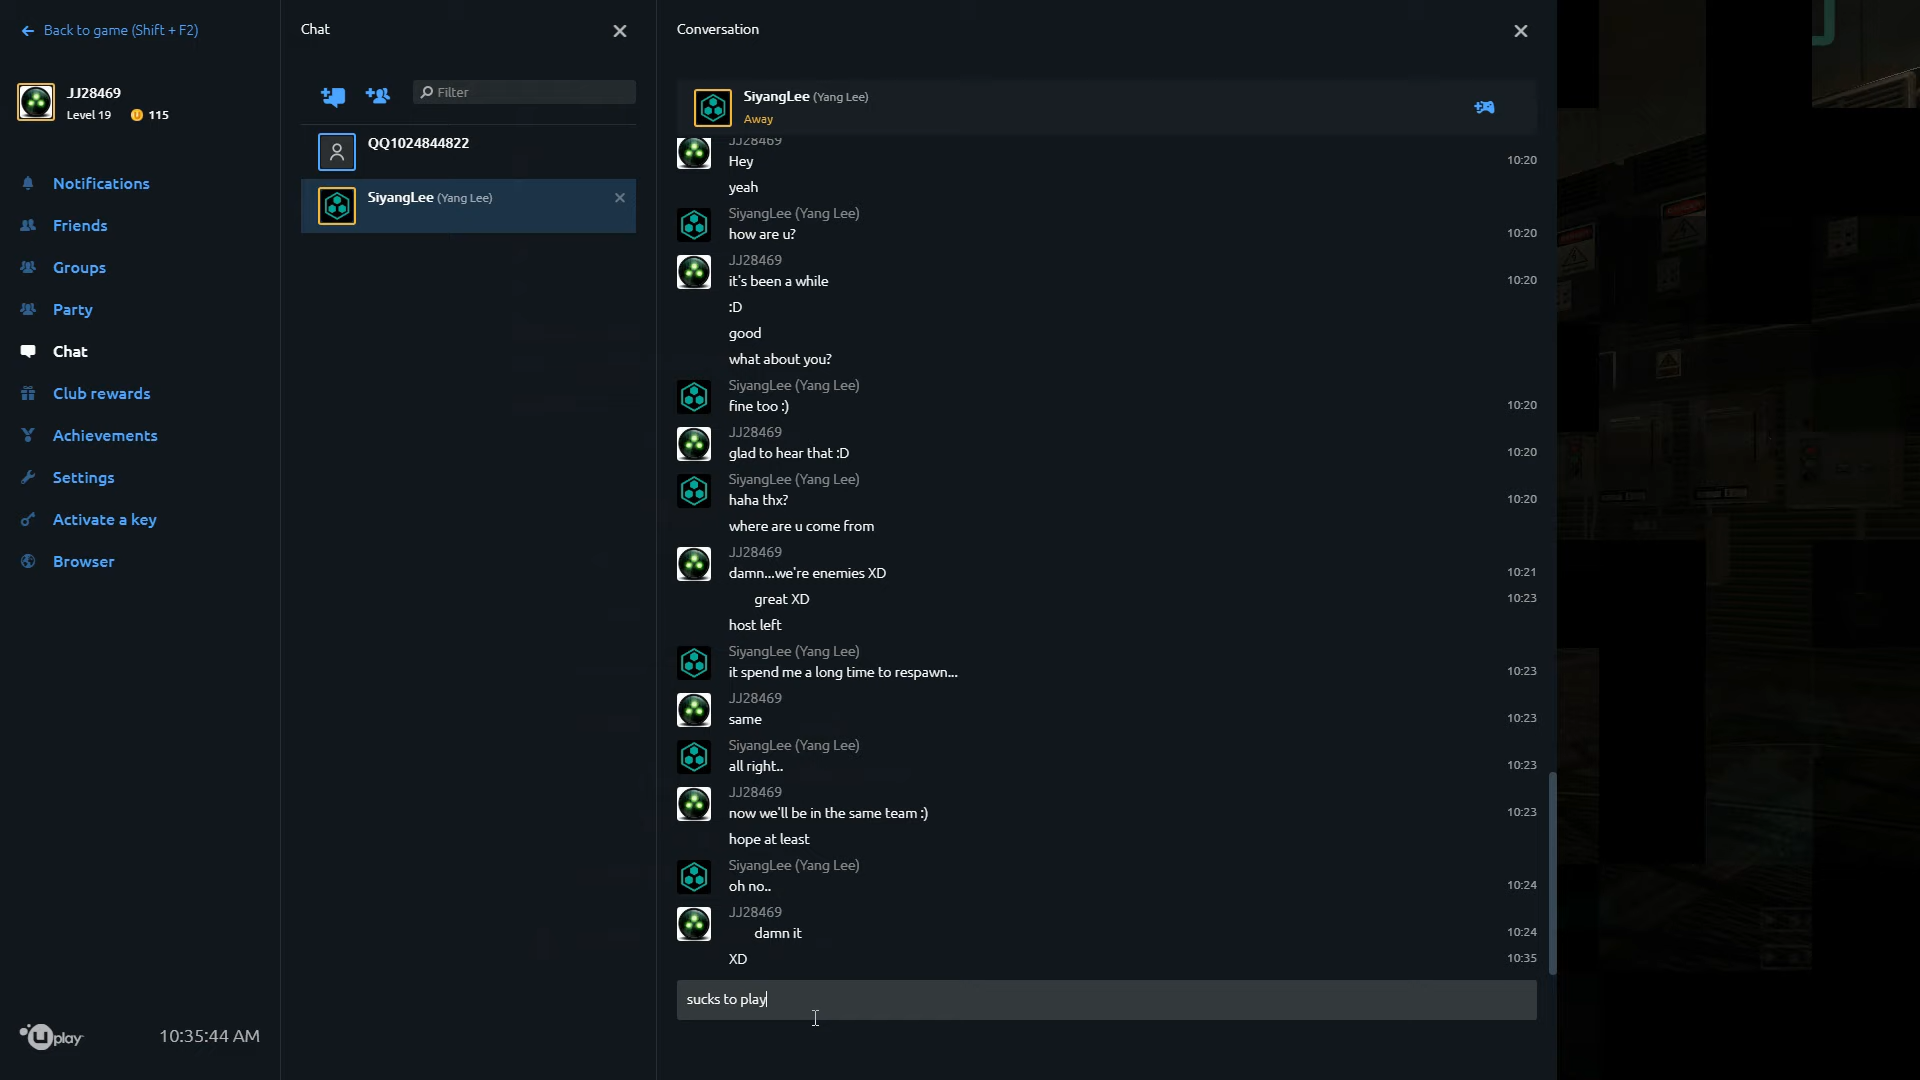 Back to game (Shift + F2)
JJ28469
Level 19
115
Notifications
Friends
Groups
Party
Chat
Club rewards
Achievements
Settings
Activate a key
Browser
uplay
10:35:44 AM
Chat
Filter
QQ1024844822
SiyangLee (Yang Lee)
Conversation
SiyangLee (Yang Lee)
Away
JJ28469
Hey 10:20
yeah
SiyangLee (Yang Lee)
how are u? 10:20
JJ28469
it's been a while 10:20
:D
good
what about you?
SiyangLee (Yang Lee)
fine too :) 10:20
JJ28469
glad to hear that :D 10:20
SiyangLee (Yang Lee)
haha thx? 10:20
where are u come from
JJ28469
damn...we're enemies XD 10:21
great XD 10:23
host left
SiyangLee (Yang Lee)
it spend me a long time to respawn... 10:23
JJ28469
same 10:23
SiyangLee (Yang Lee)
all right.. 10:23
JJ28469
now we'll be in the same team :) 10:23
hope at least
SiyangLee (Yang Lee)
oh no.. 10:24
JJ28469
damn it 10:24
XD 10:35
sucks to play